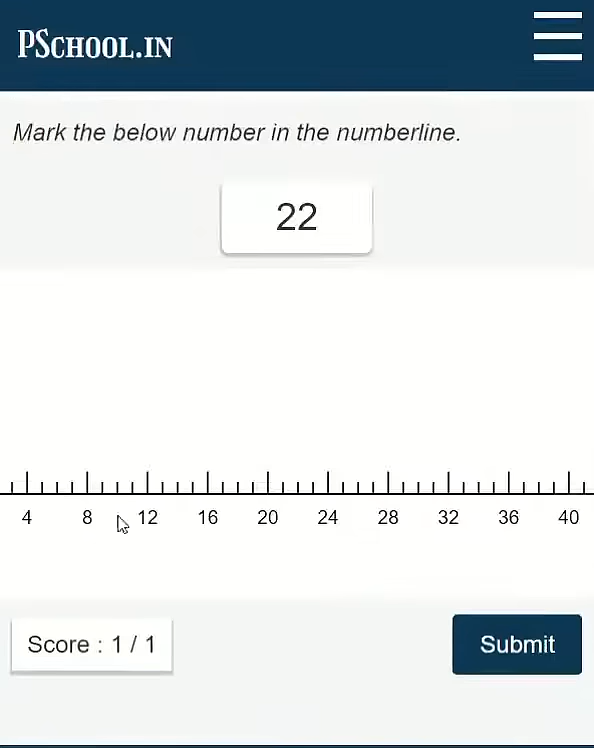 PSchool.in
Mark the below number in the numberline.
22
4 8 12 16 20 24 28 32 36 40
Score : 1 / 1
Submit